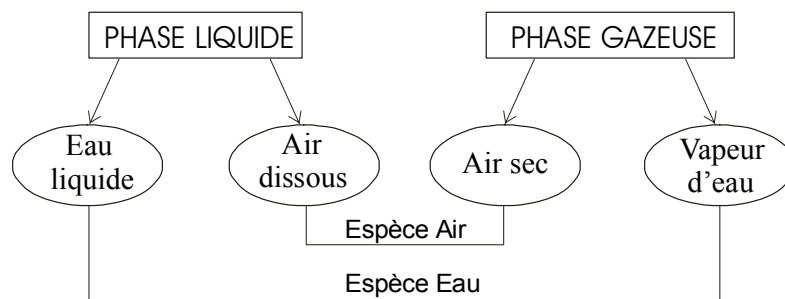 PHASE LIQUIDE
PHASE GAZEUSE
Eau
liquide
Air
dissous
Air sec
Vapeur
d’eau
Espèce Air
Espèce Eau